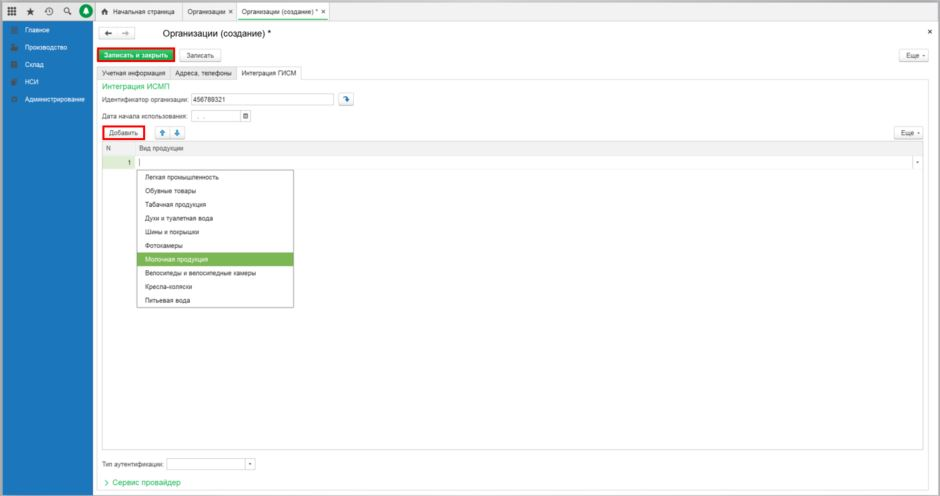 Начальная страница
Организации ×
Организации (создание) * ×
Главное
Производство
Склад
НСИ
Администрирование
Организации (создание) *
×
Записать и закрыть
Записать
Еще
Учетная информация
Адреса, телефоны
Интеграция ГИСМ
Интеграция ИСМП
Идентификатор организации: 456789321
Дата начала использования: . .
Добавить
Еще
N
Вид продукции
1
Легкая промышленность
Обувные товары
Табачная продукция
Духи и туалетная вода
Шины и покрышки
Фотокамеры
Молочная продукция
Велосипеды и велосипедные камеры
Кресла-коляски
Питьевая вода
Тип аутентификации:
Сервис провайдер